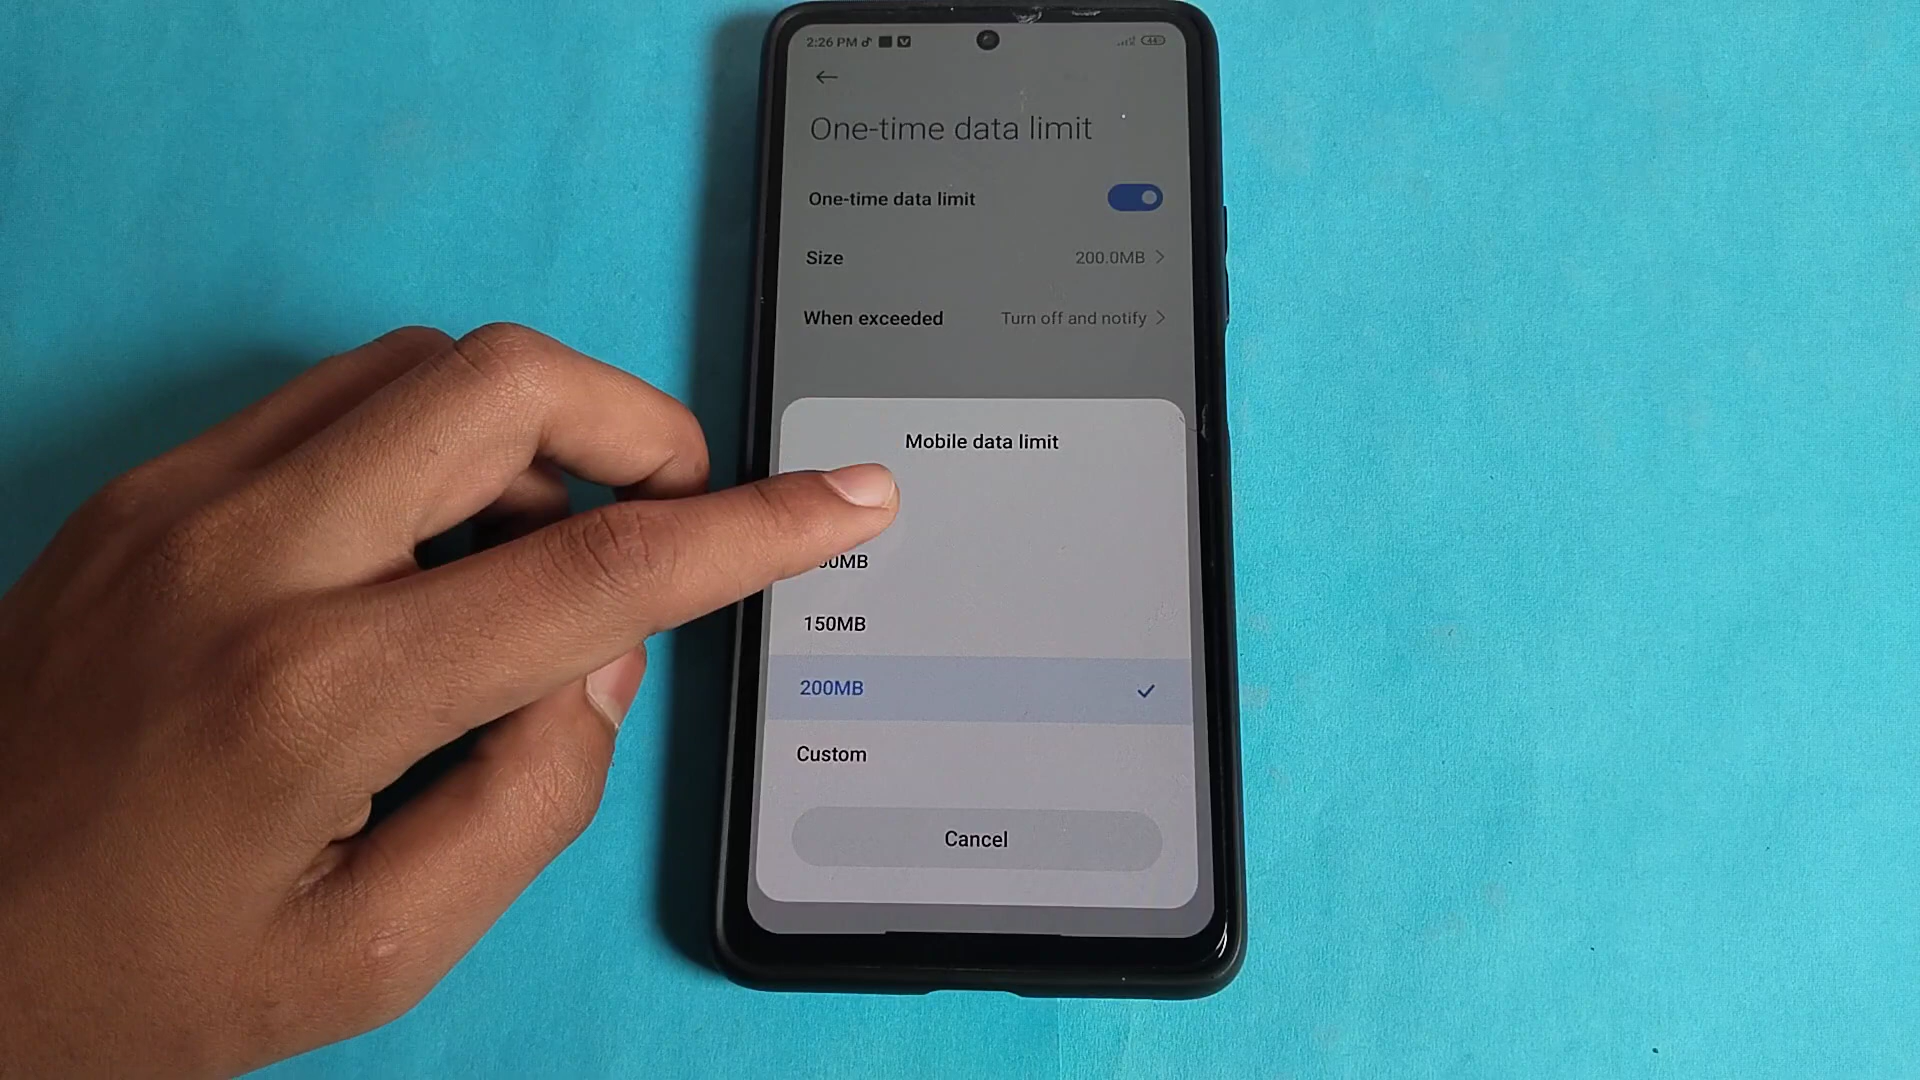 2:26 PM
44
One-time data limit
One-time data limit
Size 200.0MB
When exceeded Turn off and notify
Mobile data limit
150MB
200MB
Custom
Cancel